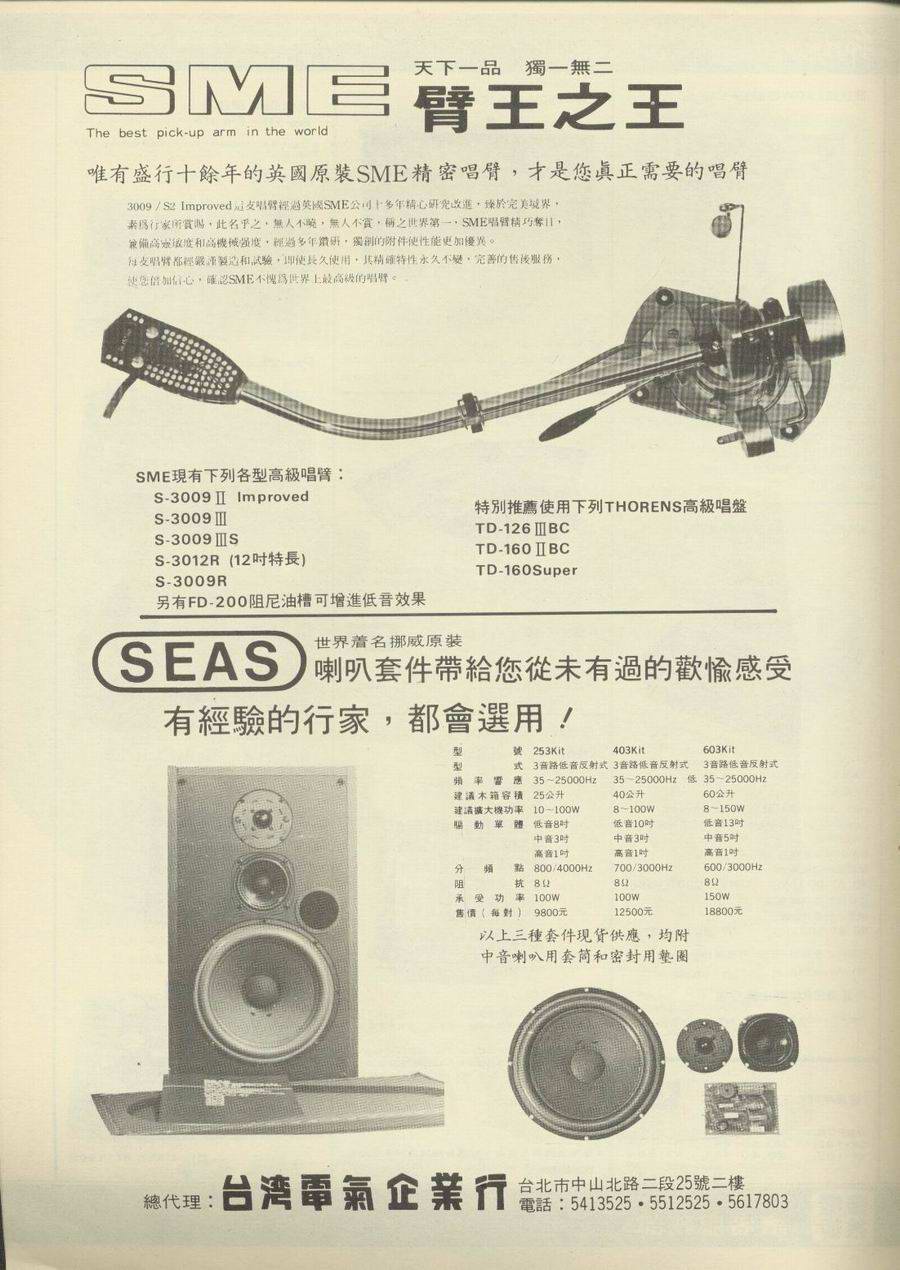 SME
天下一品　獨一無二
臂王之王
The best pick-up arm in the world
唯有盛行十餘年的英國原裝SME精密唱臂，才是您眞正需要的唱臂
3009 / S2 Improved這支唱臂經過英國SME公司十多年精心研究改進，臻於完美境界，
素爲行家所賞賜，此名乎之，無人不曉，無人不賞，稱之世界第一，SME唱臂精巧奪目，
兼備高靈敏度和高機械强度，經過多年鑽研，獨創的附件使性能更加優異。
每支唱臂都經嚴謹製造和試驗，即使長久使用，其精確特性永久不變，完善的售後服務，
使您倍加信心，確認SME不愧爲世界上最高級的唱臂。
SME現有下列各型高級唱臂：
S-3009 Ⅱ Improved
S-3009 Ⅲ
S-3009 ⅢS
S-3012R (12吋特長)
S-3009R
另有FD-200阻尼油槽可增進低音效果
特別推薦使用下列THORENS高級唱盤
TD-126 ⅢBC
TD-160 ⅡBC
TD-160Super
SEAS
世界着名挪威原裝
喇叭套件帶給您從未有過的歡愉感受
有經驗的行家，都會選用！
型號 253Kit 403Kit 603Kit
型式 3音路低音反射式 3音路低音反射式 3音路低音反射式
頻率響應 35～25000Hz 35～25000Hz 低 35～25000Hz
建議木箱容積 25公升 40公升 60公升
建議擴大機功率 10～100W 8～100W 8～150W
驅動單體 低音8吋 低音10吋 低音13吋
中音3吋 中音3吋 中音5吋
高音1吋 高音1吋 高音1吋
分頻點 800/4000Hz 700/3000Hz 600/3000Hz
阻抗 8Ω 8Ω 8Ω
承受功率 100W 100W 150W
售價(每對) 9800元 12500元 18800元
以上三種套件現貨供應，均附
中音喇叭用套筒和密封用墊圈
總代理：台湾電氣企業行
台北市中山北路二段25號二樓
電話：5413525・5512525・5617803